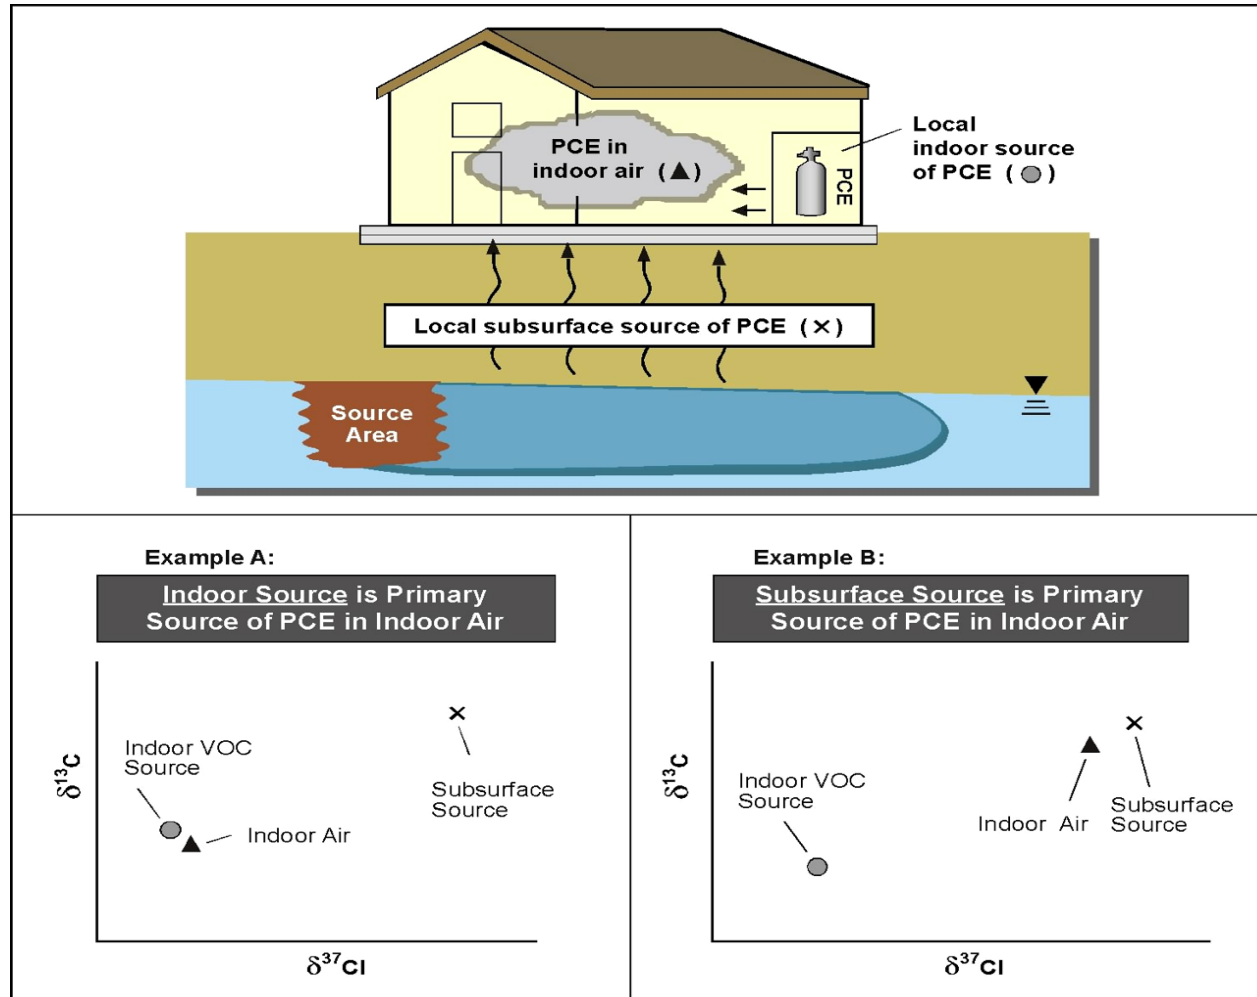 PCE in
indoor air (▲)
PCE
Local
indoor source
of PCE (●)
Local subsurface source of PCE (×)
Source
Area
Example A:
Indoor Source is Primary
Source of PCE in Indoor Air
δ¹³C
Indoor VOC
Source
Indoor Air
Subsurface
Source
δ³⁷Cl
Example B:
Subsurface Source is Primary
Source of PCE in Indoor Air
δ¹³C
Indoor VOC
Source
Indoor Air
Subsurface
Source
δ³⁷Cl